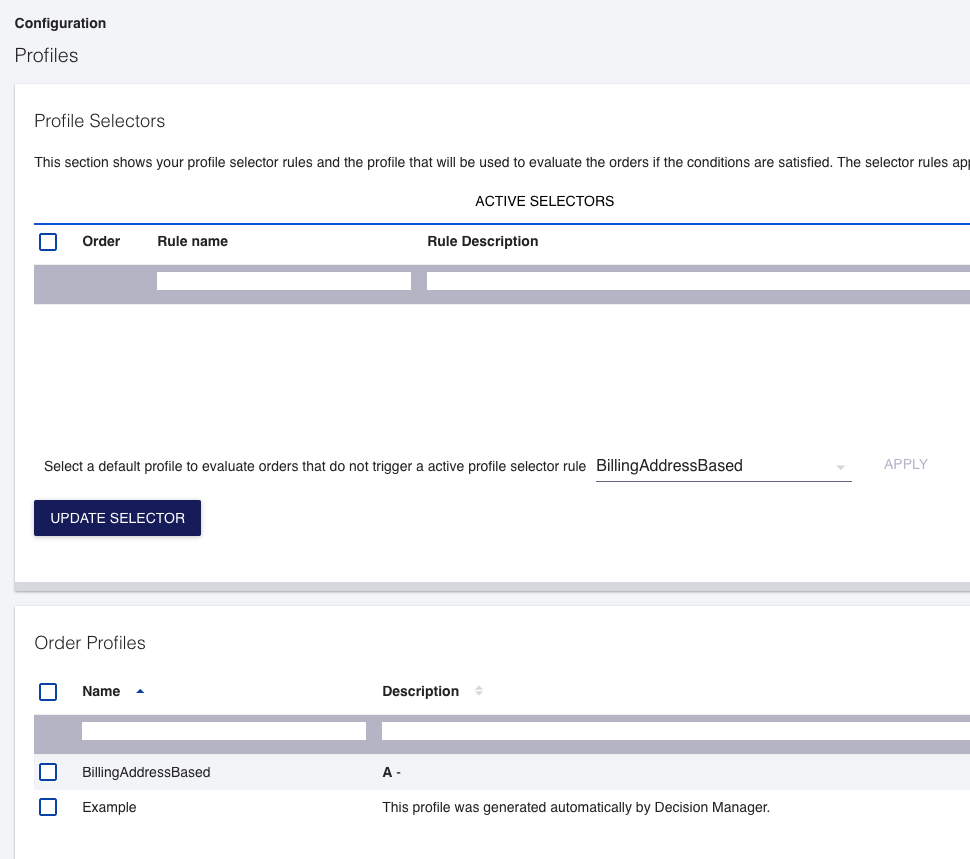 Configuration
Profiles
Profile Selectors
This section shows your profile selector rules and the profile that will be used to evaluate the orders if the conditions are satisfied. The selector rules
ACTIVE SELECTORS
Order Rule name Rule Description
Select a default profile to evaluate orders that do not trigger a active profile selector rule BillingAddressBased APPLY
UPDATE SELECTOR
Order Profiles
Name Description
BillingAddressBased A -
Example This profile was generated automatically by Decision Manager.